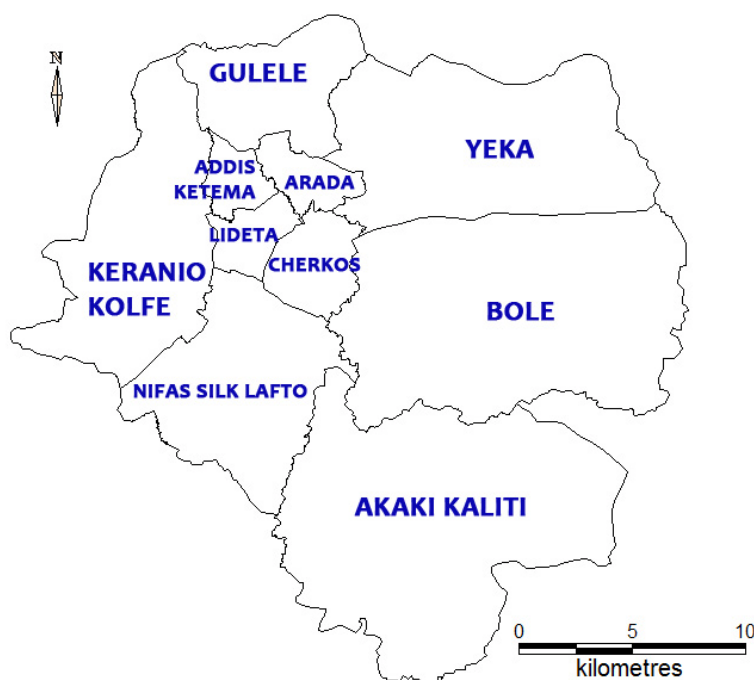 N
GULELE
YEKA
ADDIS
KETEMA
ARADA
LIDETA
CHERKOS
KERANIO
KOLFE
BOLE
NIFAS SILK LAFTO
AKAKI KALITI
0 5 10
kilometres